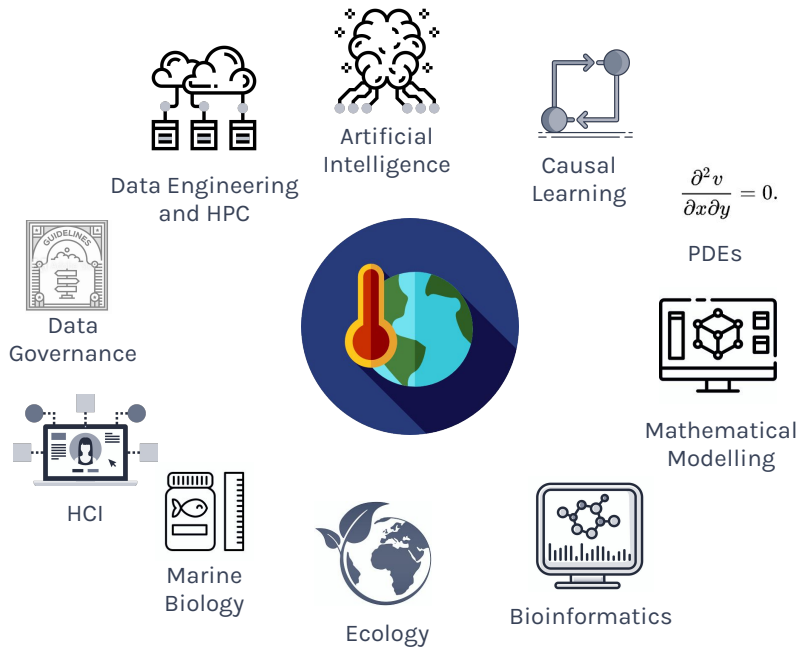 Artificial
Intelligence
Causal
Learning
Data Engineering
and HPC
∂²v
∂x∂y = 0.
PDEs
GUIDELINES
Data
Governance
Mathematical
Modelling
HCI
Marine
Biology
Bioinformatics
Ecology